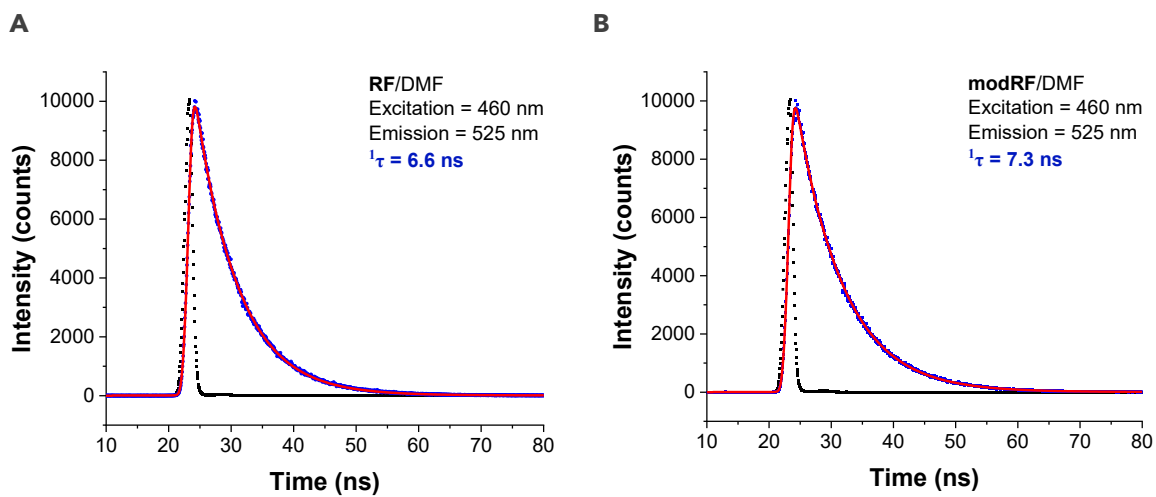 A
RF/DMF
Excitation = 460 nm
Emission = 525 nm
¹τ = 6.6 ns
Intensity (counts)
10000
8000
6000
4000
2000
0
10 20 30 40 50 60 70 80
Time (ns)
B
modRF/DMF
Excitation = 460 nm
Emission = 525 nm
¹τ = 7.3 ns
Intensity (counts)
10000
8000
6000
4000
2000
0
10 20 30 40 50 60 70 80
Time (ns)